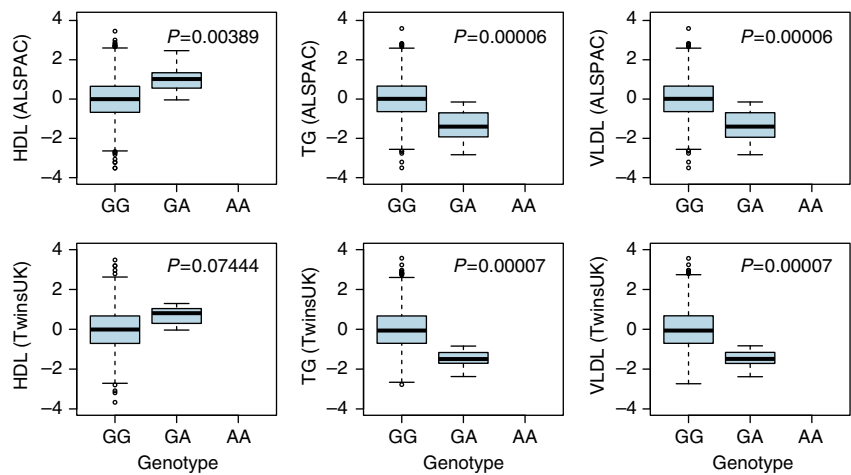 4
2
0
−2
−4
HDL (ALSPAC)
P=0.00389
GG GA AA
4
2
0
−2
−4
TG (ALSPAC)
P=0.00006
GG GA AA
4
2
0
−2
−4
VLDL (ALSPAC)
P=0.00006
GG GA AA
4
2
0
−2
−4
HDL (TwinsUK)
P=0.07444
GG GA AA
Genotype
4
2
0
−2
−4
TG (TwinsUK)
P=0.00007
GG GA AA
Genotype
4
2
0
−2
−4
VLDL (TwinsUK)
P=0.00007
GG GA AA
Genotype